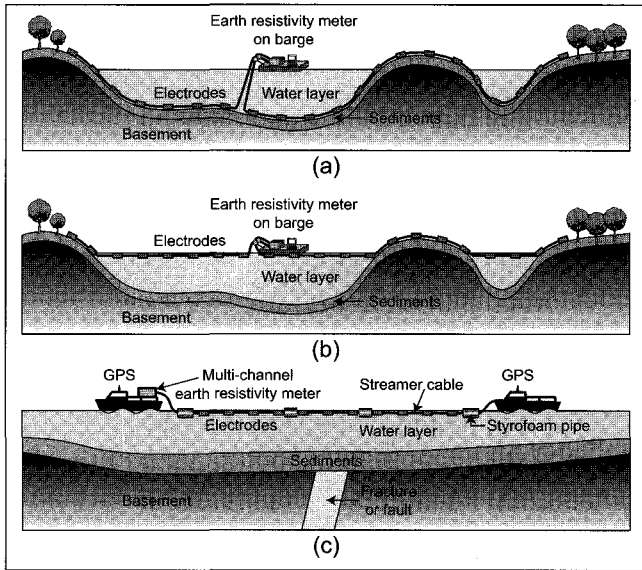 Earth resistivity meter
on barge
Electrodes
Water layer
Sediments
Basement
(a)
Earth resistivity meter
on barge
Electrodes
Water layer
Sediments
Basement
(b)
GPS
Multi-channel
earth resistivity meter
Streamer cable
GPS
Electrodes
Water layer
Styrofoam pipe
Sediments
Basement
Fracture
or fault
(c)